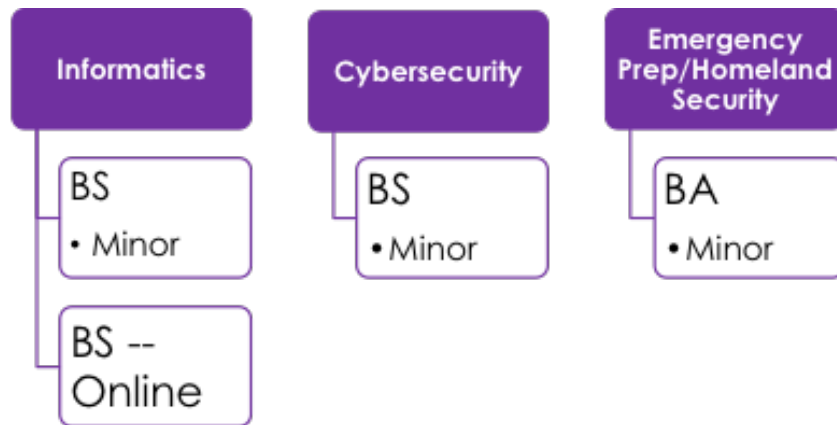 Informatics
BS
• Minor
BS --
Online
Cybersecurity
BS
• Minor
Emergency
Prep/Homeland
Security
BA
• Minor